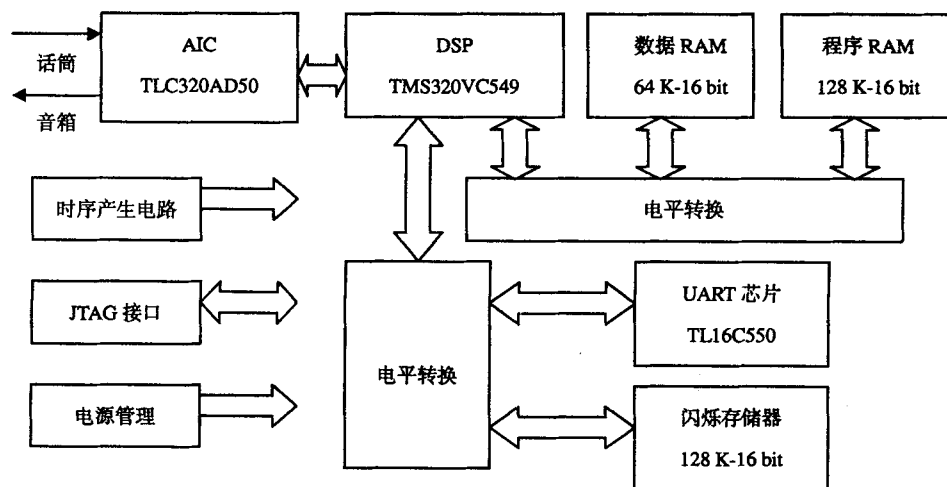 话筒
音箱
AIC
TLC320AD50
DSP
TMS320VC549
数据 RAM
64 K-16 bit
程序 RAM
128 K-16 bit
时序产生电路
电平转换
JTAG 接口
电平转换
UART 芯片
TL16C550
电源管理
闪烁存储器
128 K-16 bit